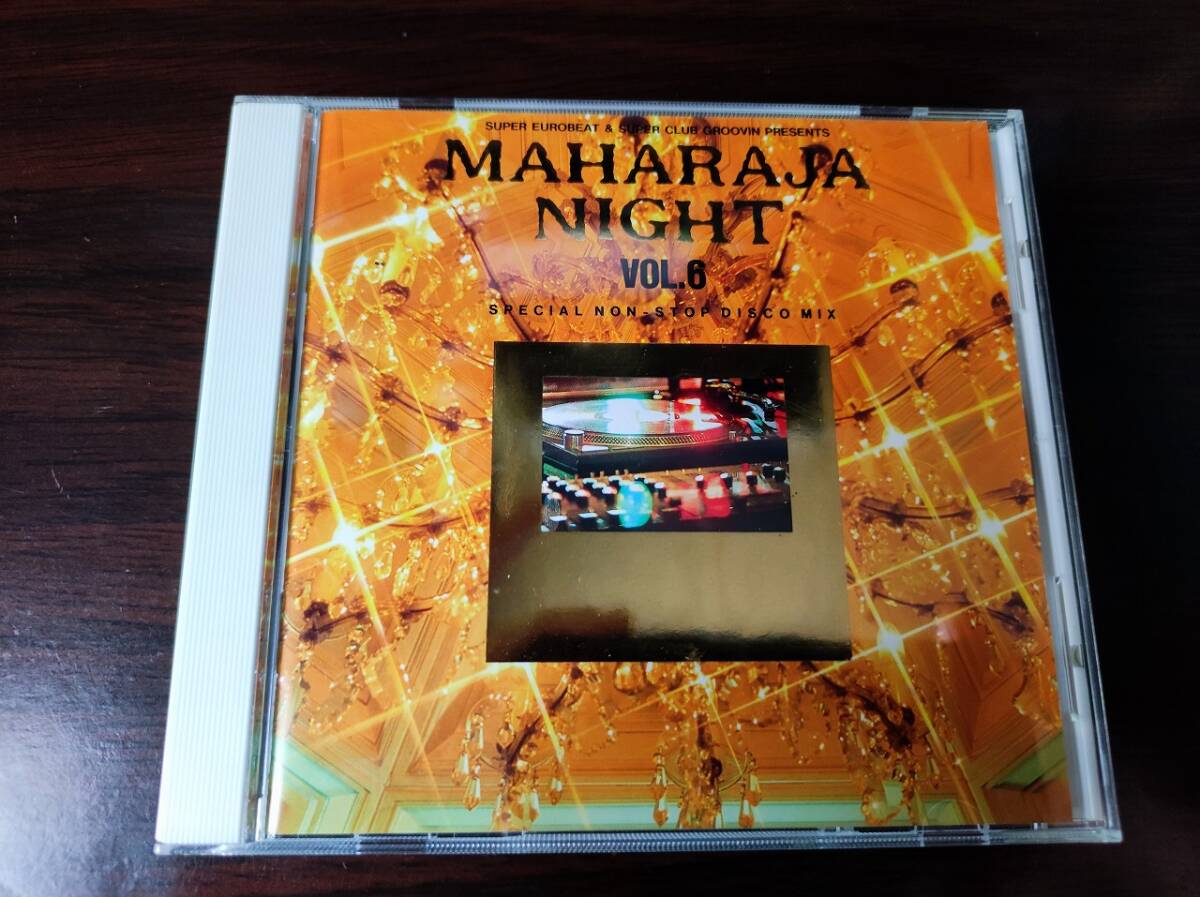 SUPER EUROBEAT & SUPER CLUB GROOVIN PRESENTS
MAHARAJA
NIGHT
VOL.6
SPECIAL NON-STOP DISCO MIX